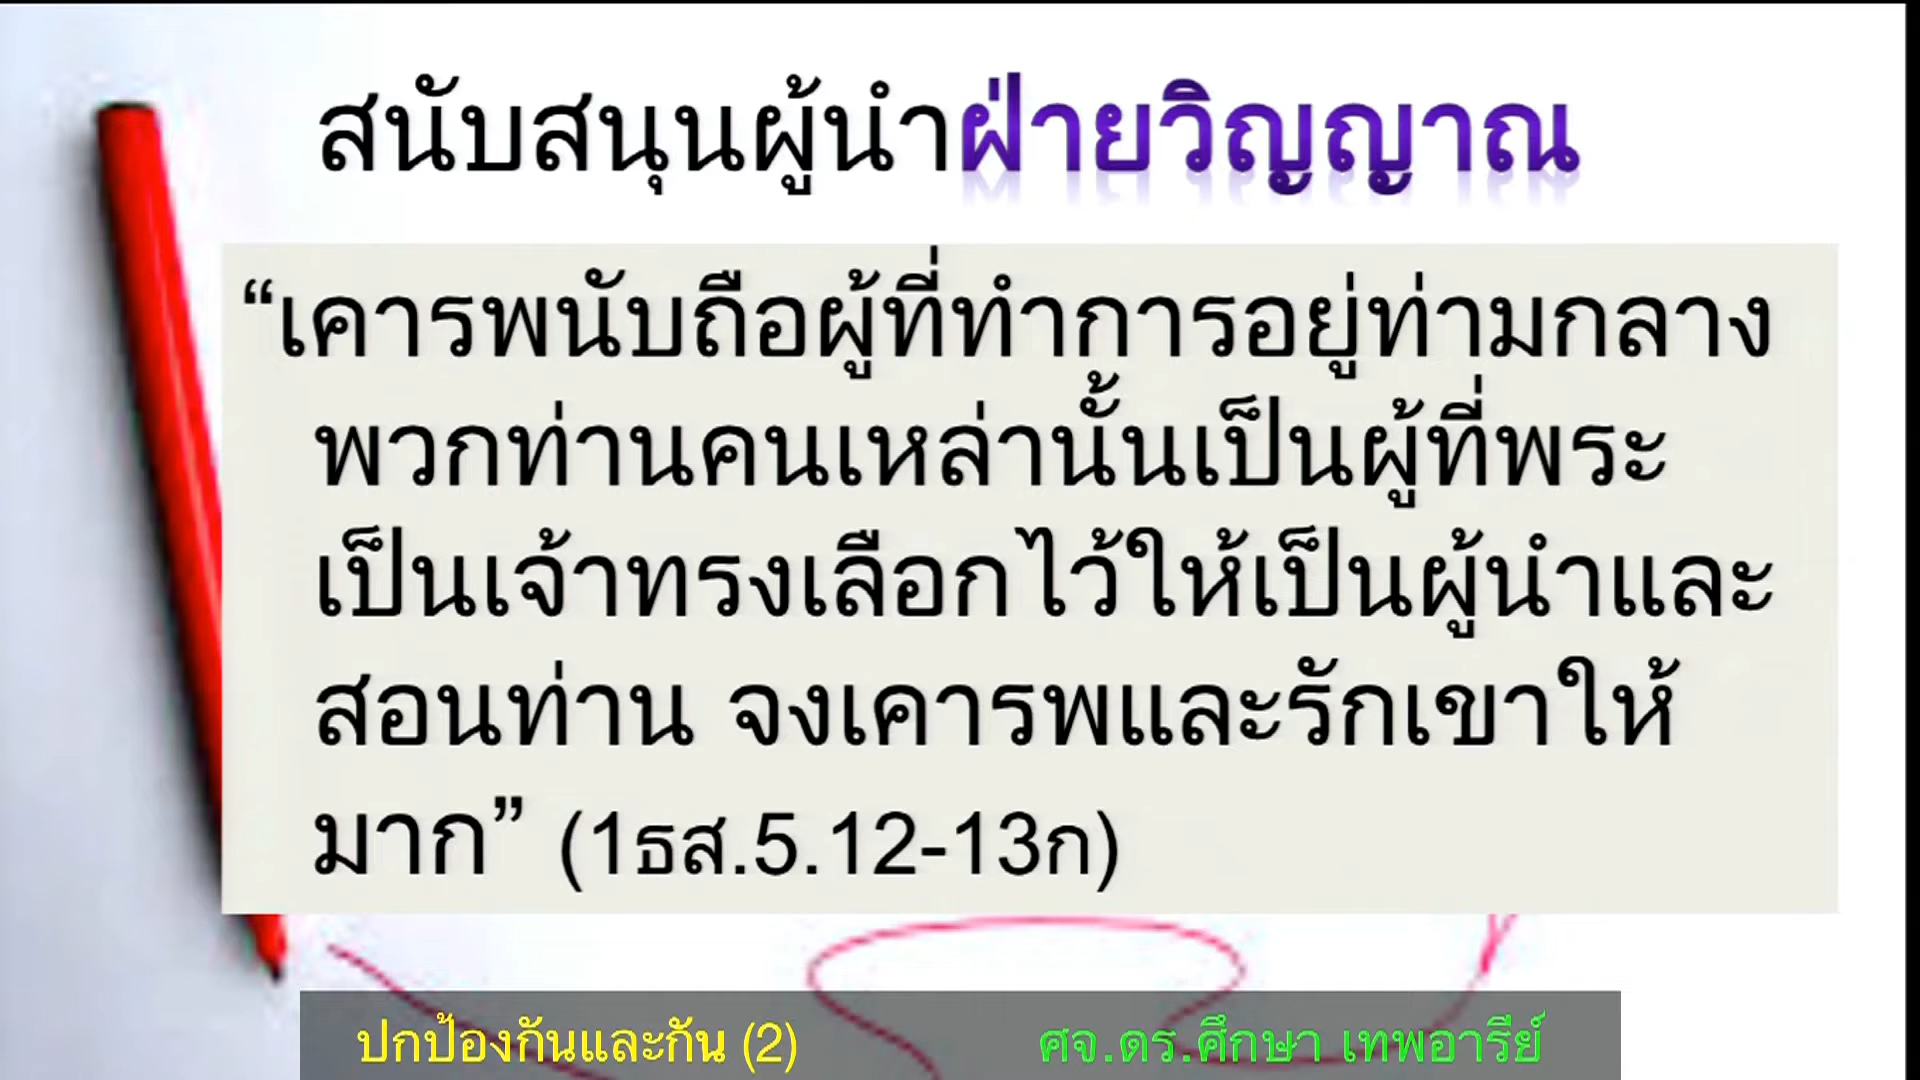 สนับสนุนผู้นำฝ่ายวิญญาณ
“เคารพนับถือผู้ที่ทำการอยู่ท่ามกลาง
พวกท่านคนเหล่านั้นเป็นผู้ที่พระ
เป็นเจ้าทรงเลือกไว้ให้เป็นผู้นำและ
สอนท่าน จงเคารพและรักเขาให้
มาก” (1ธส.5.12-13ก)
ปกป้องกันและกัน (2) ศจ.ดร.ศึกษา เทพอารีย์